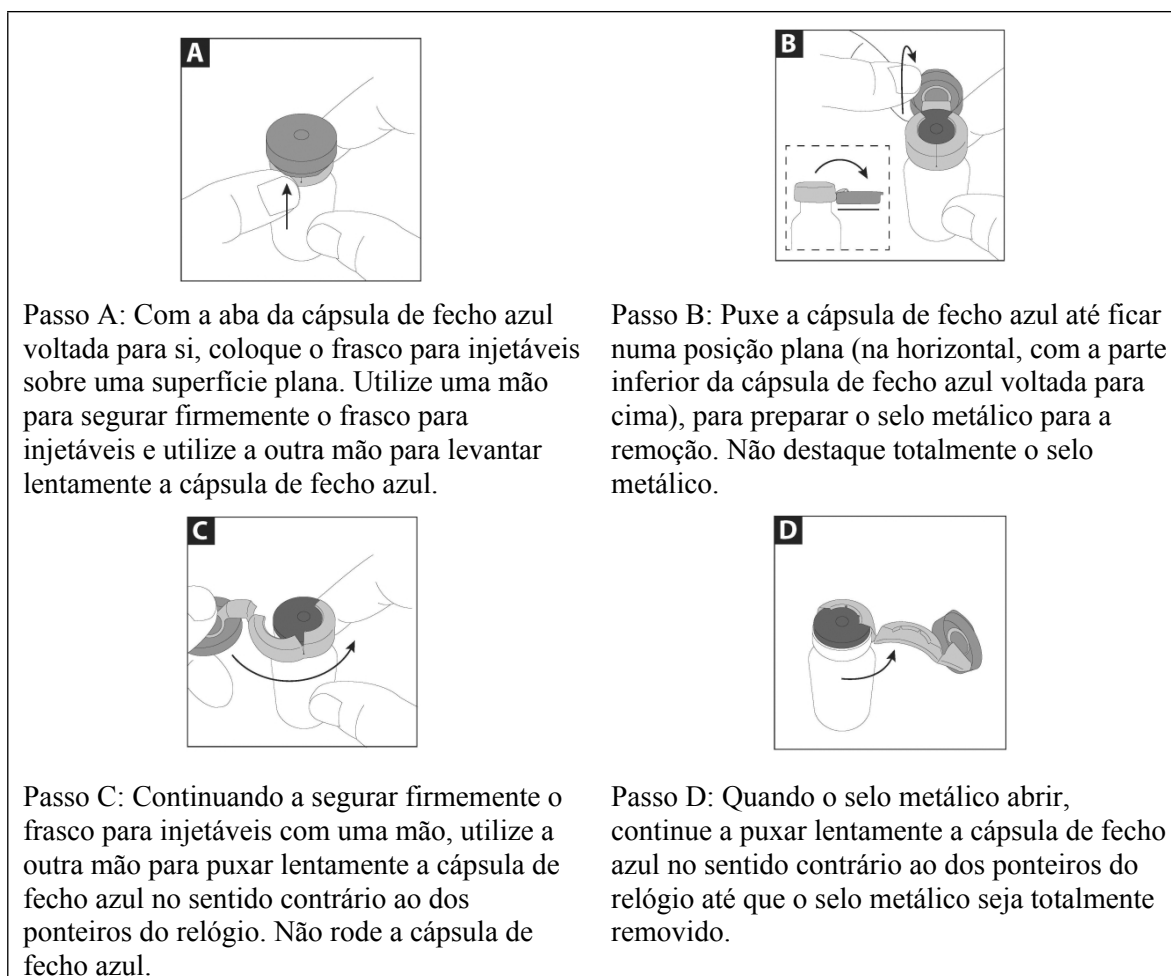 A
Passo A: Com a aba da cápsula de fecho azul
voltada para si, coloque o frasco para injetáveis
sobre uma superfície plana. Utilize uma mão
para segurar firmemente o frasco para
injetáveis e utilize a outra mão para levantar
lentamente a cápsula de fecho azul.
B
Passo B: Puxe a cápsula de fecho azul até ficar
numa posição plana (na horizontal, com a parte
inferior da cápsula de fecho azul voltada para
cima), para preparar o selo metálico para a
remoção. Não destaque totalmente o selo
metálico.
C
Passo C: Continuando a segurar firmemente o
frasco para injetáveis com uma mão, utilize a
outra mão para puxar lentamente a cápsula de
fecho azul no sentido contrário ao dos
ponteiros do relógio. Não rode a cápsula de
fecho azul.
D
Passo D: Quando o selo metálico abrir,
continue a puxar lentamente a cápsula de fecho
azul no sentido contrário ao dos ponteiros do
relógio até que o selo metálico seja totalmente
removido.